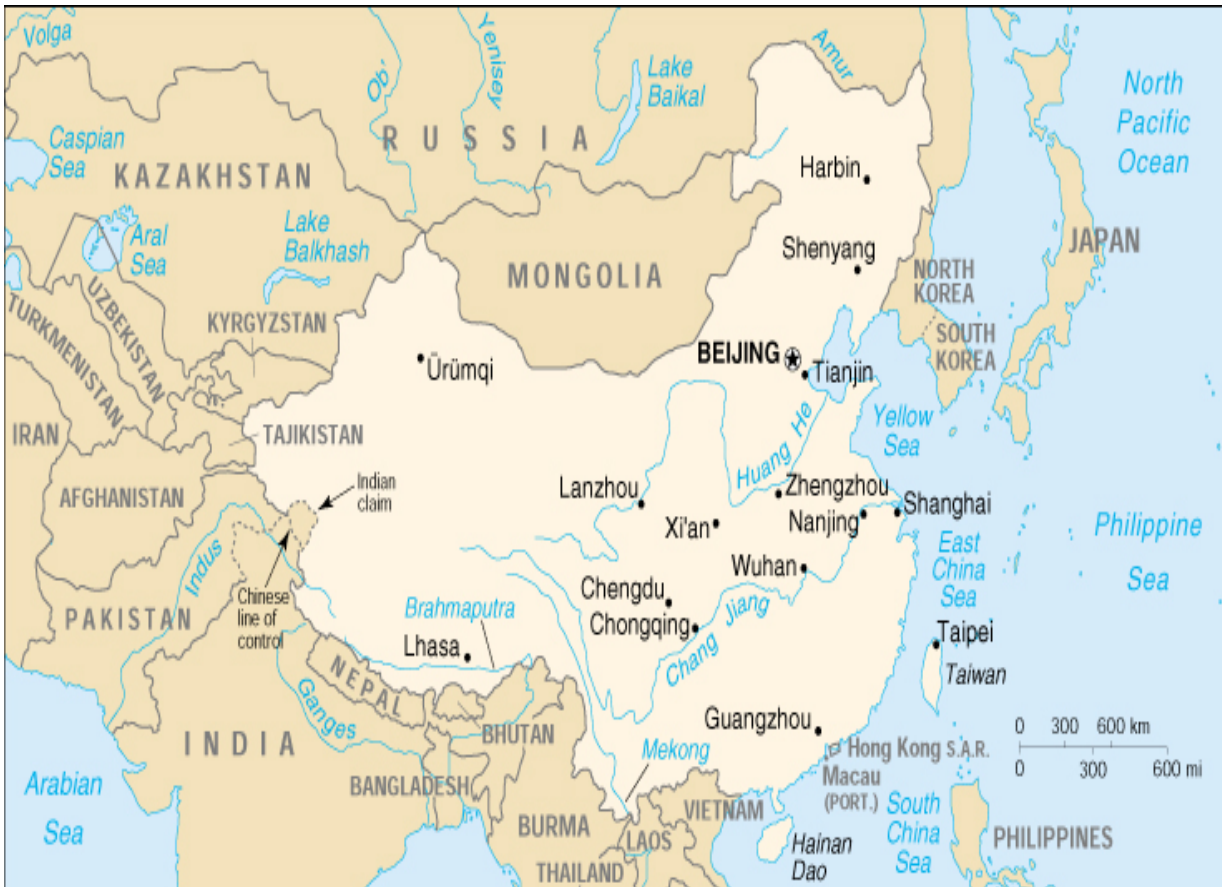 Volga
Ob'
Yenisey
Amur
Lake
Baikal
North
Pacific
Ocean
RUSSIA
Caspian
Sea
KAZAKHSTAN
Harbin
Aral
Sea
Lake
Balkhash
JAPAN
Shenyang
MONGOLIA
NORTH
KOREA
UZBEKISTAN
TURKMENISTAN
KYRGYZSTAN
SOUTH
KOREA
BEIJING
Ürümqi
Tianjin
Yellow
Sea
IRAN
TAJIKISTAN
Huang He
AFGHANISTAN
Indian
claim
Lanzhou
Zhengzhou
Shanghai
Xi'an
Nanjing
Philippine
Sea
Indus
East
China
Sea
Wuhan
Chinese
line of
control
Chengdu
Chongqing
Chang Jiang
PAKISTAN
Brahmaputra
Lhasa
Taipei
Taiwan
NEPAL
Ganges
Guangzhou
INDIA
BHUTAN
Mekong
Hong Kong S.A.R.
Macau
(PORT.)
0 300 600 km
0 300 600 mi
Arabian
Sea
BANGLADESH
VIETNAM
BURMA
LAOS
South
China
Sea
PHILIPPINES
Hainan
Dao
THAILAND